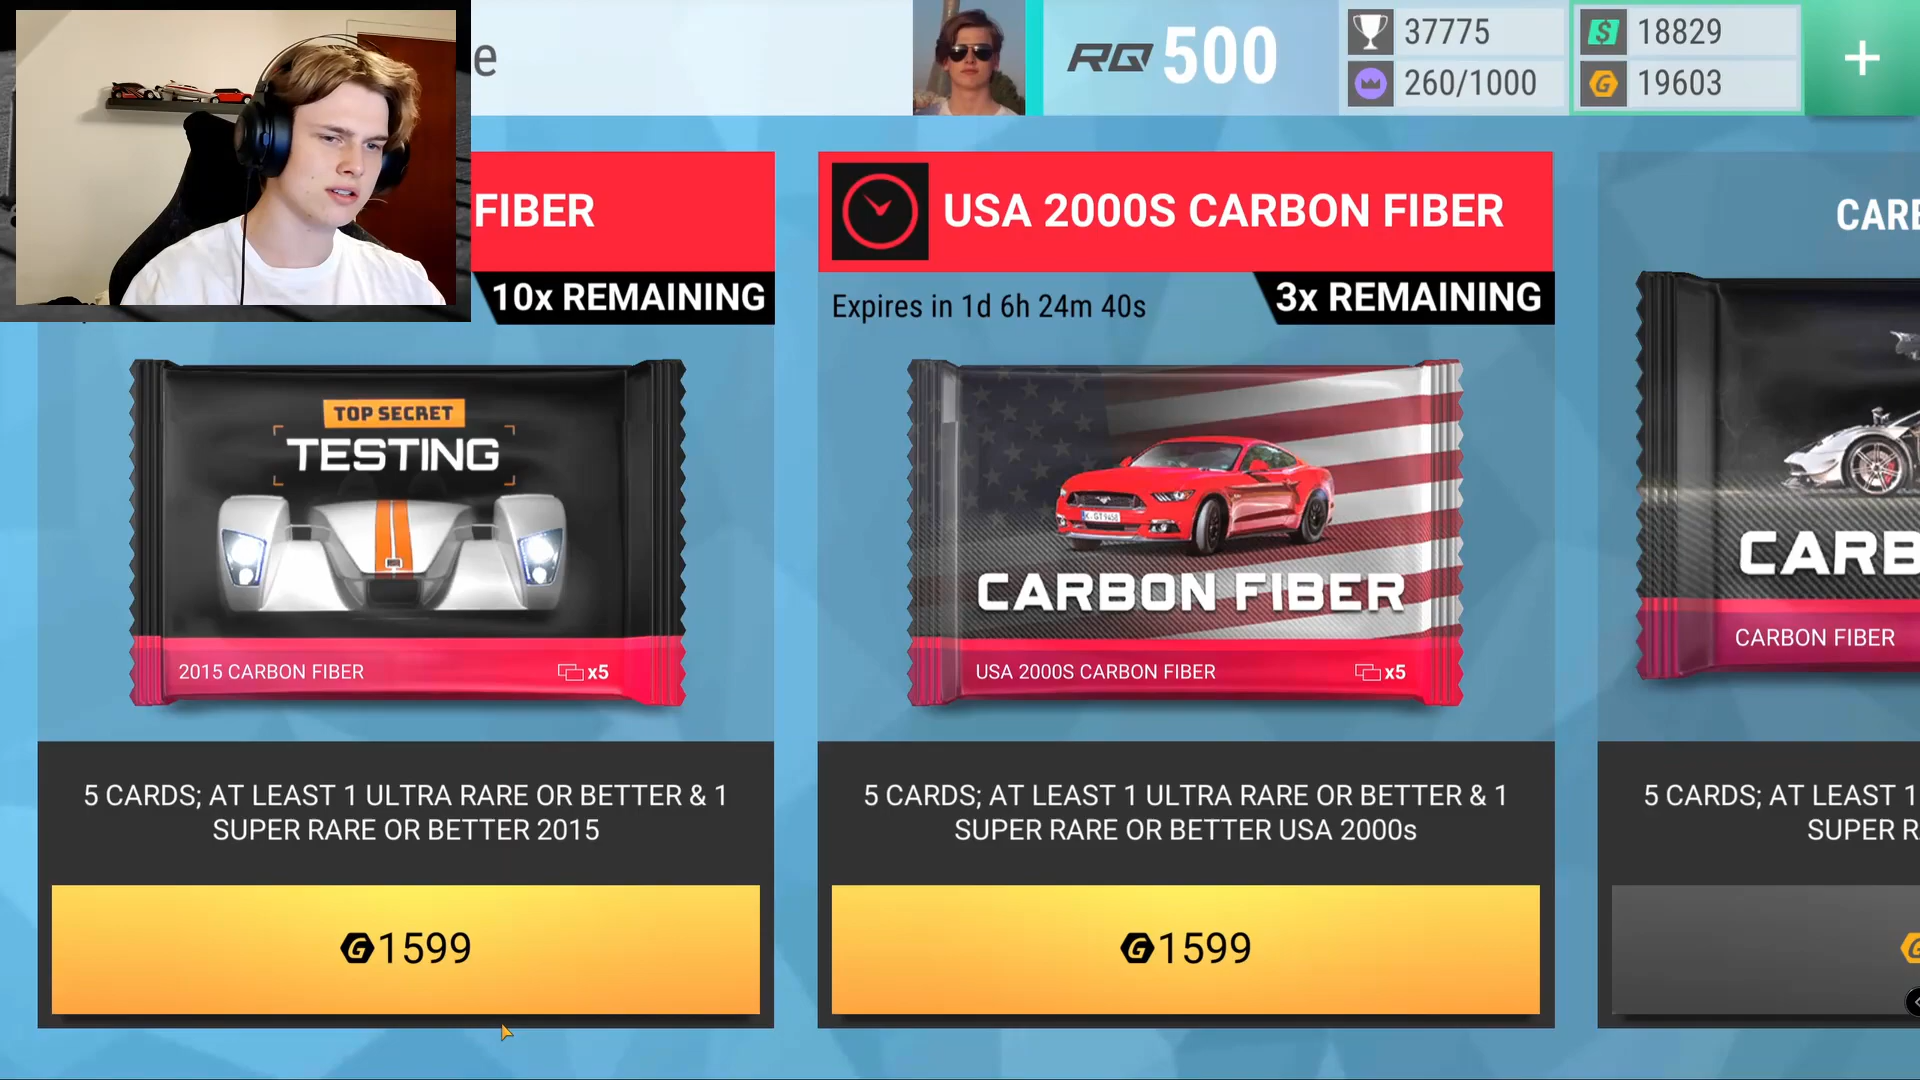 e
RQ 500
37775
260/1000
18829
19603
+
FIBER
10x REMAINING
TOP SECRET
TESTING
2015 CARBON FIBER
x5
5 CARDS; AT LEAST 1 ULTRA RARE OR BETTER & 1
SUPER RARE OR BETTER 2015
G1599
USA 2000S CARBON FIBER
Expires in 1d 6h 24m 40s
3x REMAINING
CARBON FIBER
USA 2000S CARBON FIBER
x5
5 CARDS; AT LEAST 1 ULTRA RARE OR BETTER & 1
SUPER RARE OR BETTER USA 2000s
G1599
CARB
CARB
CARBON FIBER
5 CARDS; AT LEAST 1
SUPER R
G